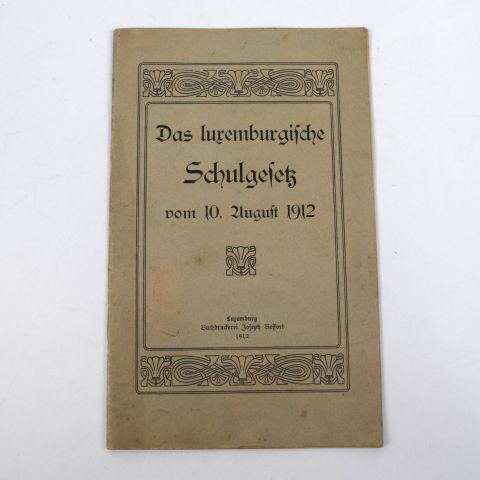 Das luxemburgische
Schulgesetz
vom 10. August 1912
Luxemburg
Buchdruckerei Joseph Beffort
1912